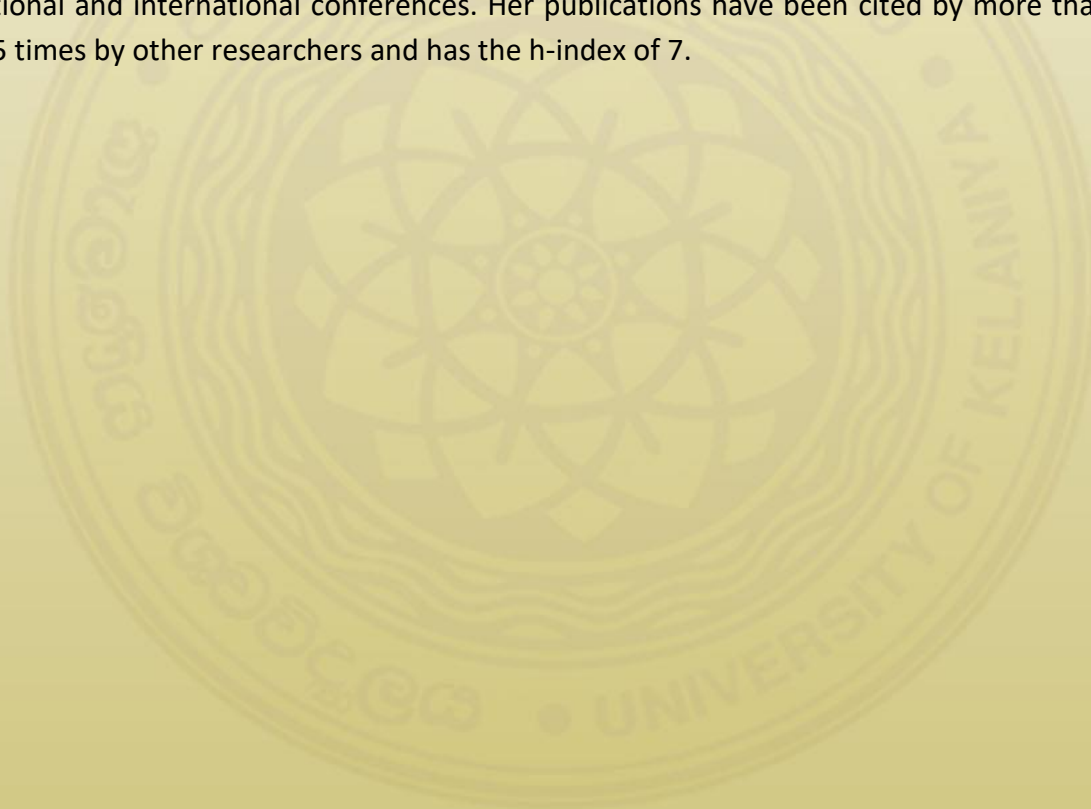 tional and international conferences. Her publications have been cited by more tha
5 times by other researchers and has the h-index of 7.
UNIVERSITY OF KELANIYA